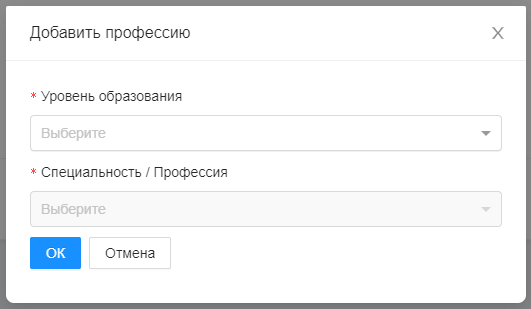 Добавить профессию
* Уровень образования
Выберите
* Специальность / Профессия
Выберите
ОК Отмена